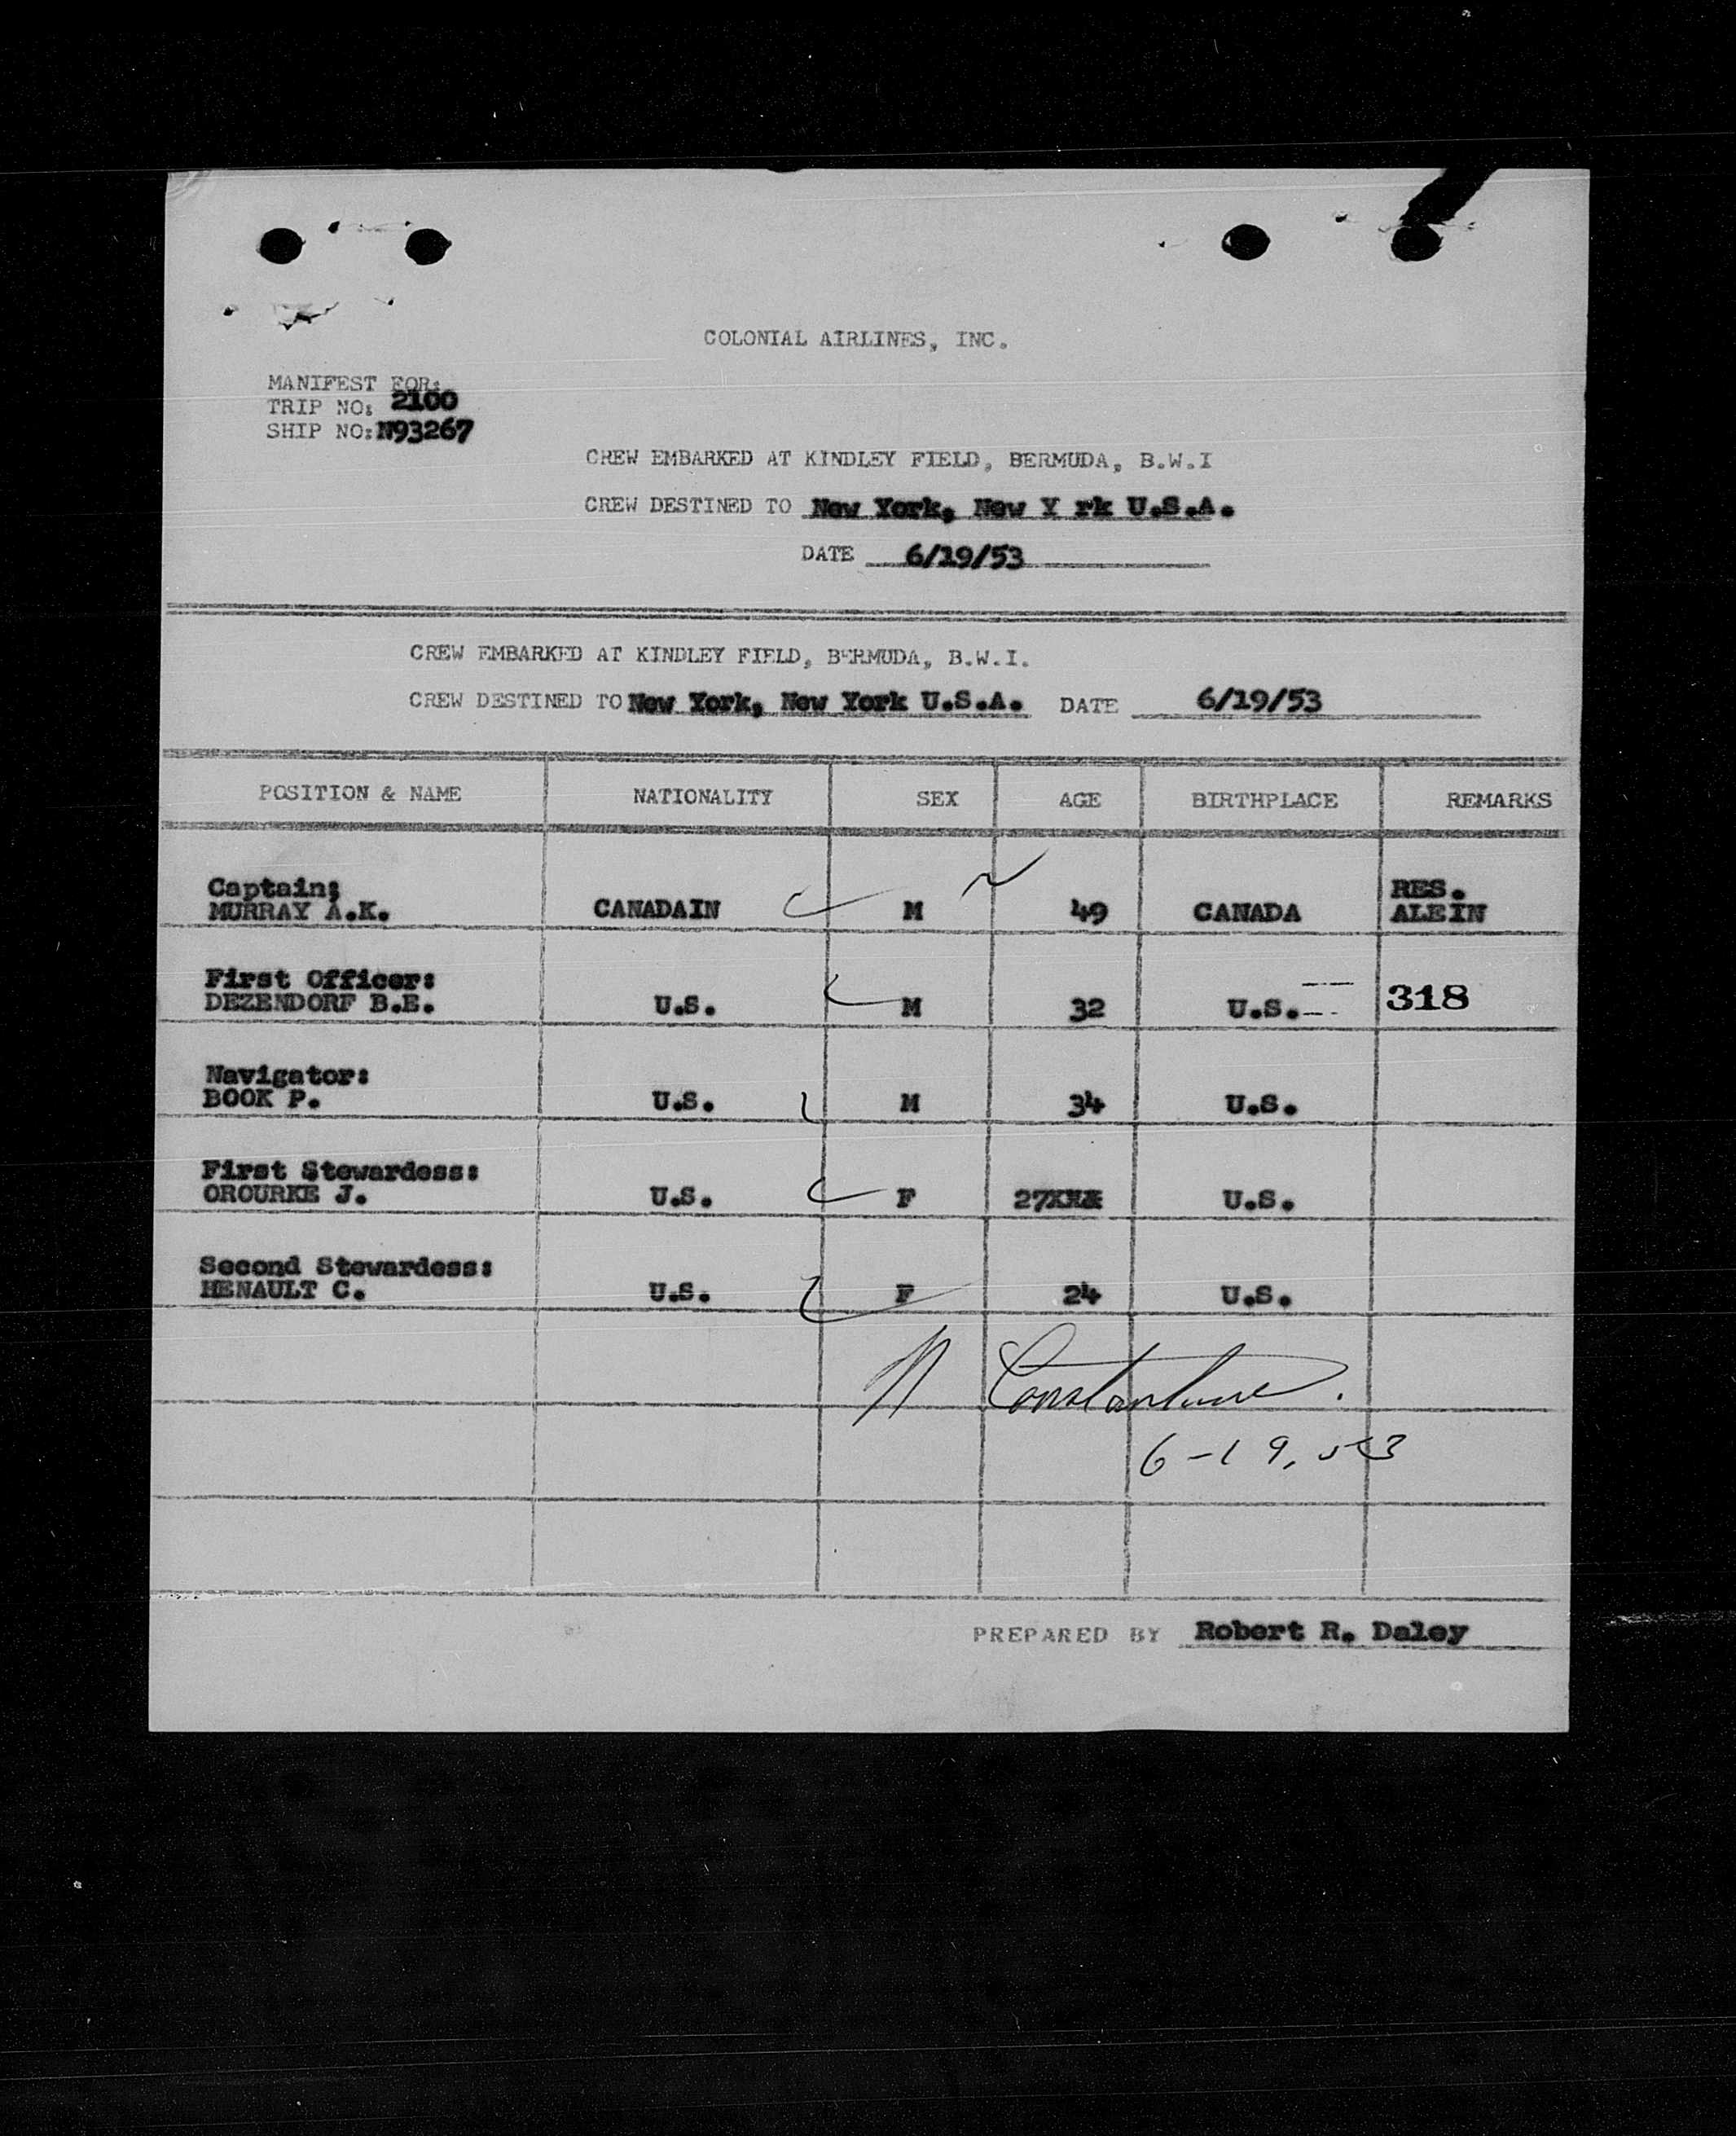 COLONIAL AIRLINES, INC.
MANIFEST FOR:
TRIP NO: 2100
SHIP NO: N93267
CREW EMBARKED AT KINDLEY FIELD, BERMUDA, B.W.I
CREW DESTINED TO New York, New Y rk U.S.A.
DATE 6/19/53
CREW EMBARKED AT KINDLEY FIELD, BERMUDA, B.W.I.
CREW DESTINED TO New York, New York U.S.A. DATE 6/19/53
POSITION & NAME NATIONALITY SEX AGE BIRTHPLACE REMARKS
Captain; RES.
MURRAY A.K. CANADAIN M 49 CANADA ALEIN
First Officer:
DEZENDORF B.E. U.S. M 32 U.S. 318
Navigator:
BOOK P. U.S. M 34 U.S.
First Stewardess:
OROURKE J. U.S. F 27 U.S.
Second Stewardess:
HENAULT C. U.S. F 24 U.S.
N Constantine.
6-19, 53
PREPARED BY Robert R. Daley